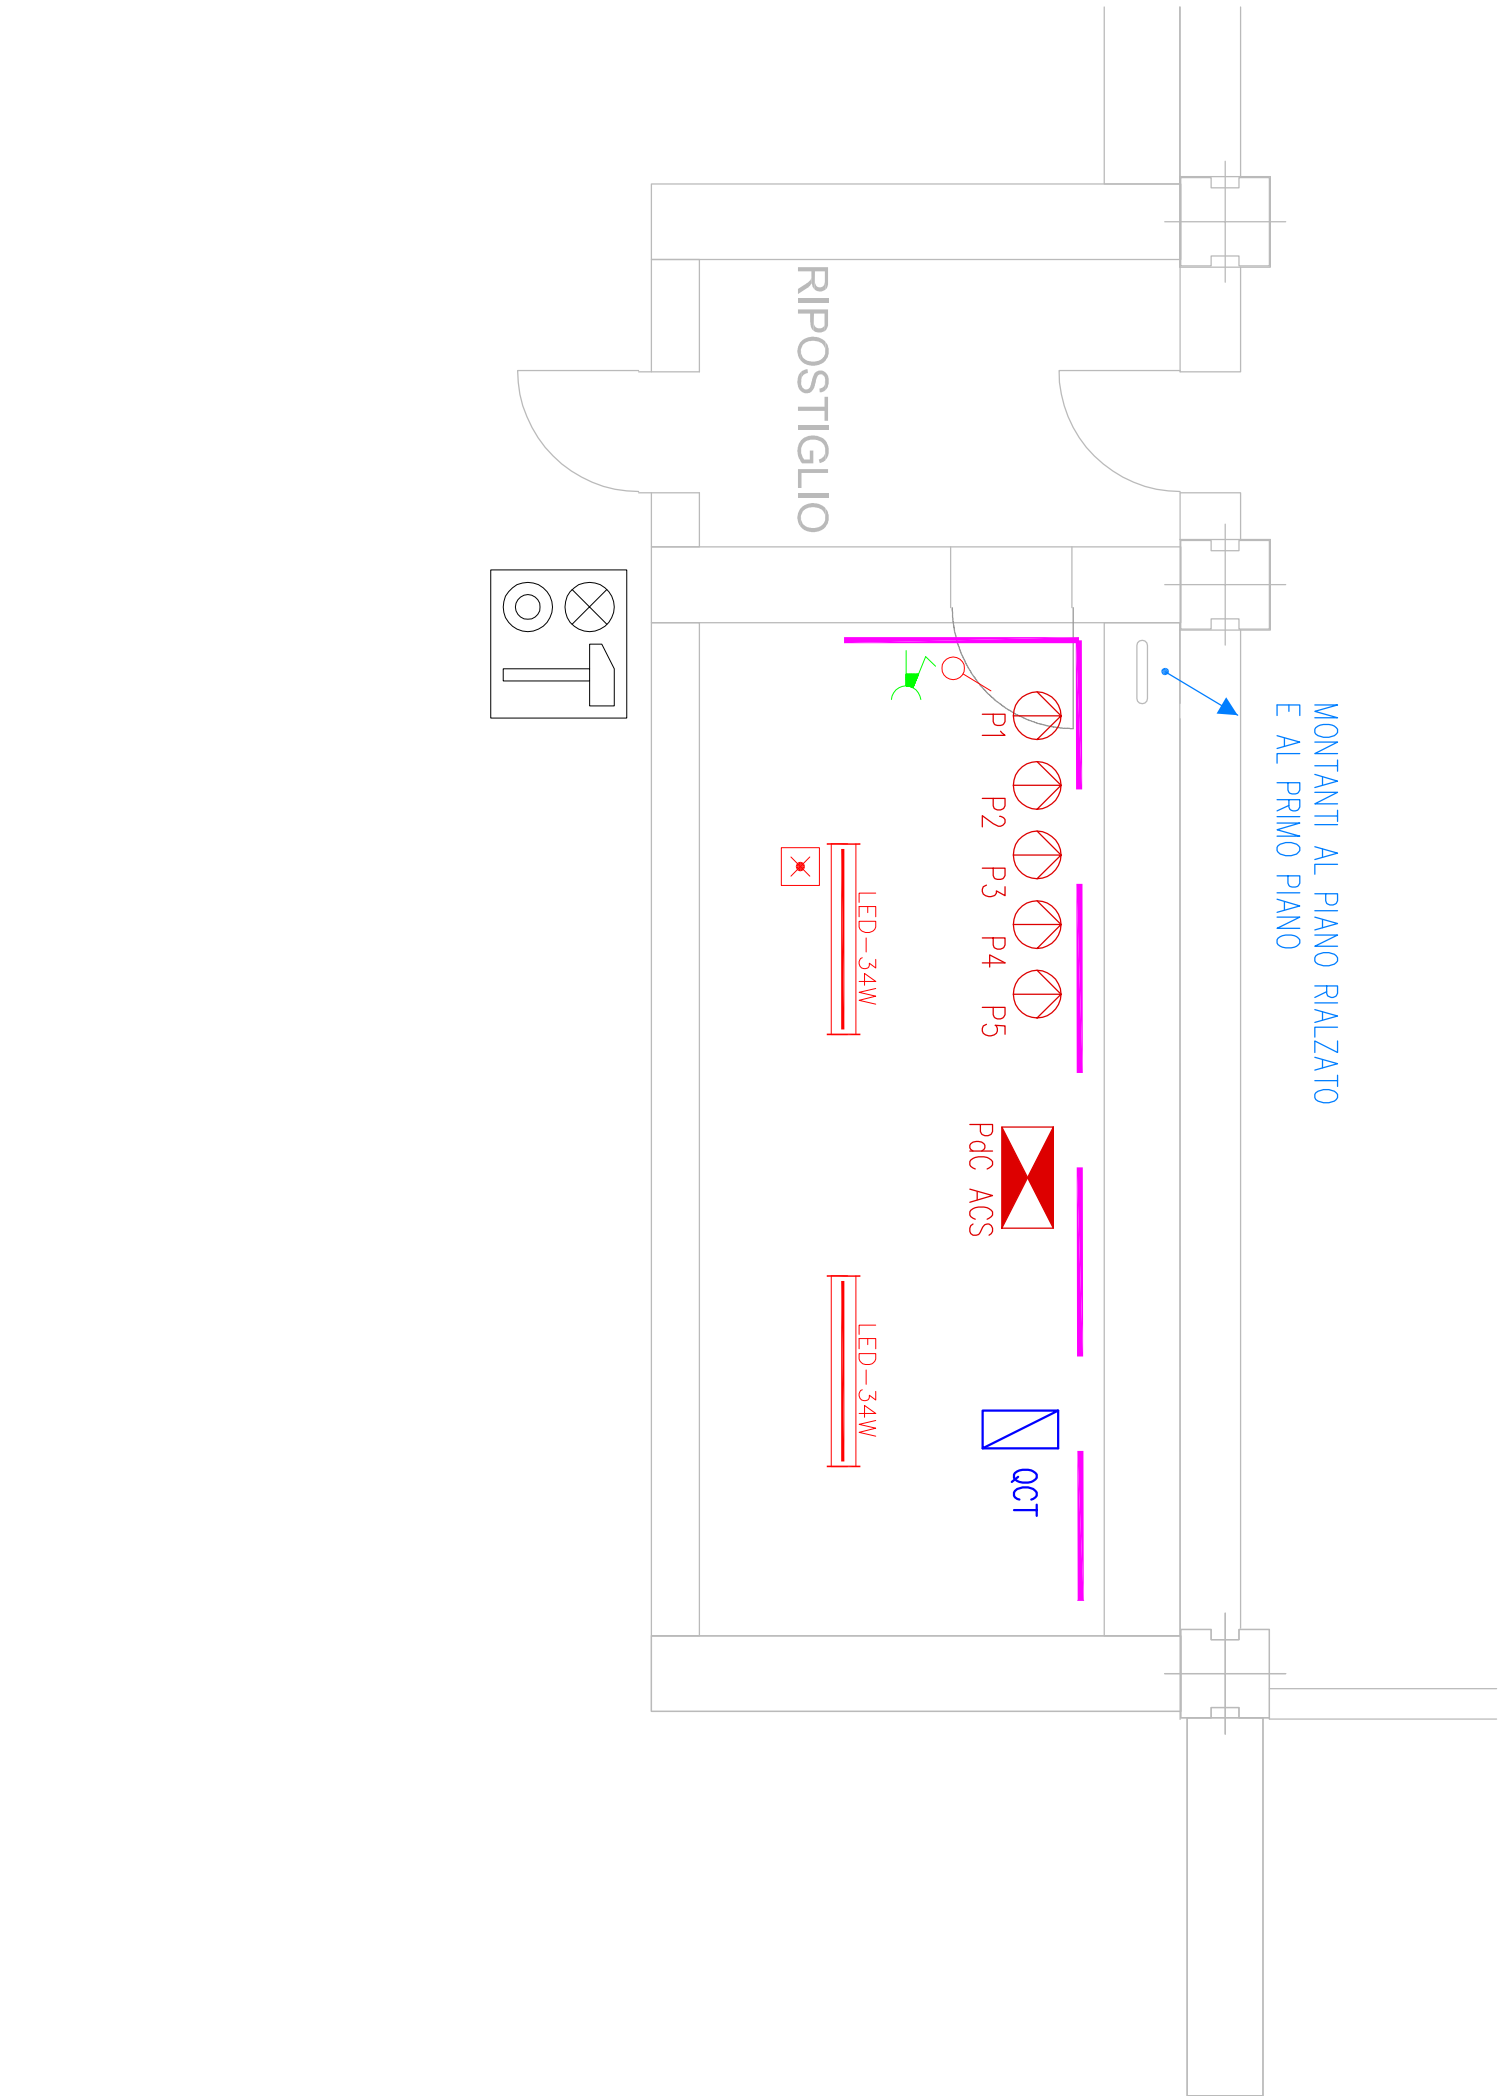 MONTANTI AL PIANO RIALZATO
E AL PRIMO PIANO
RIPOSTIGLIO
P1
P2
P3
P4
P5
PdC ACS
QCT
LED-34W
LED-34W